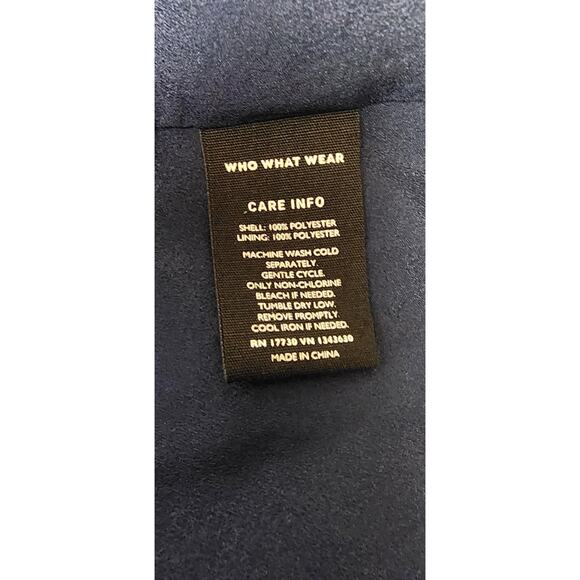 WHO WHAT WEAR
CARE INFO
SHELL: 100% POLYESTER
LINING: 100% POLYESTER
MACHINE WASH COLD
SEPARATELY.
GENTLE CYCLE.
ONLY NON-CHLORINE
BLEACH IF NEEDED.
TUMBLE DRY LOW.
REMOVE PROMPTLY.
COOL IRON IF NEEDED.
RN 17730 VN 1343630
MADE IN CHINA